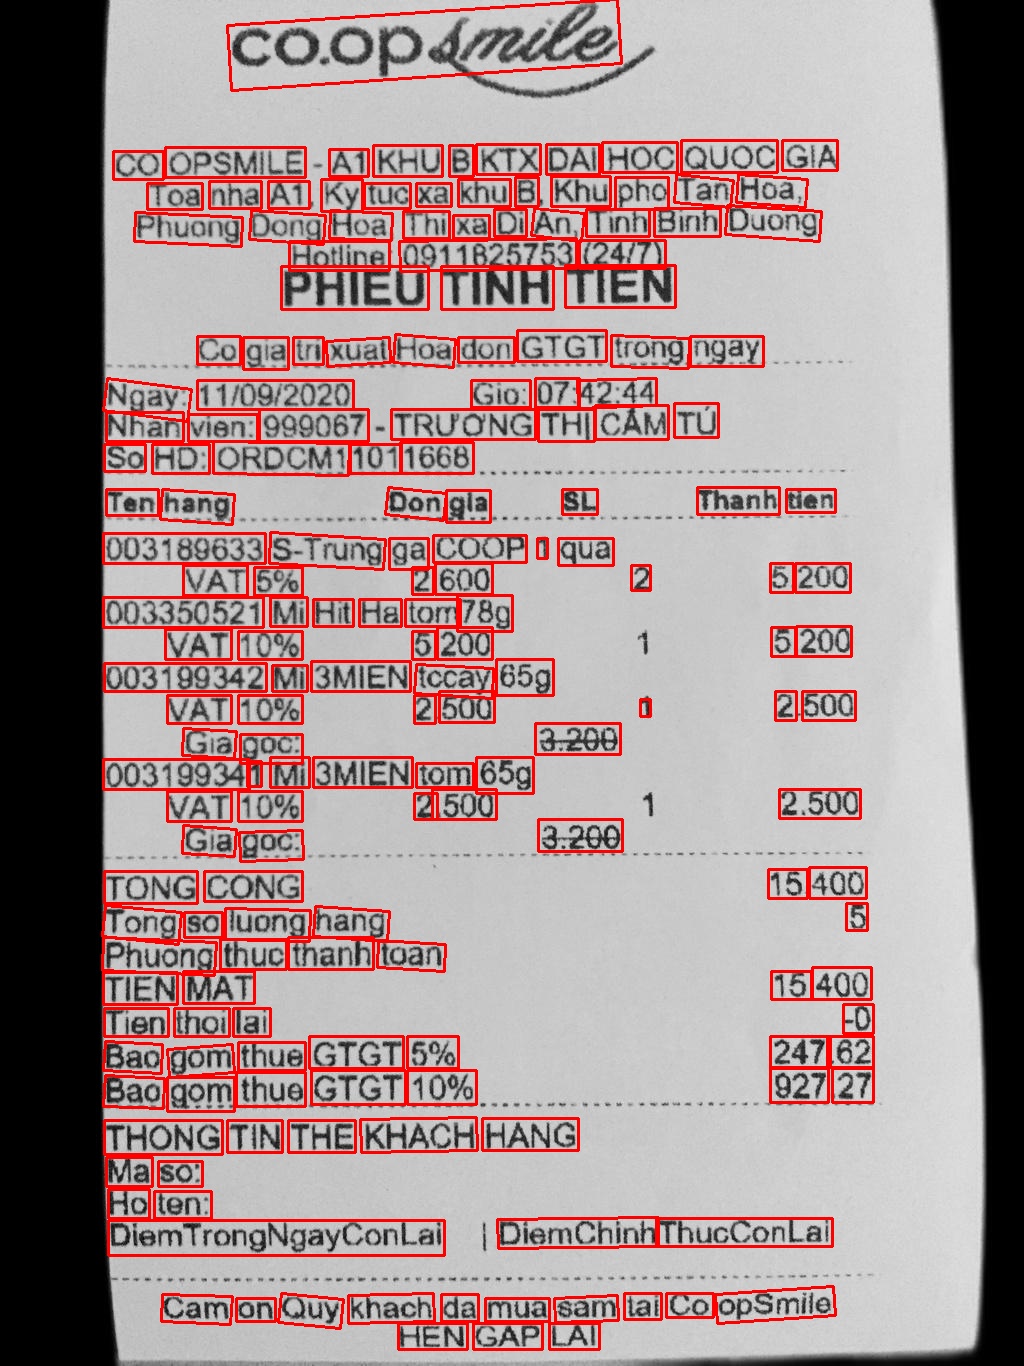 co.opsmile
CO OPSMILE - A1 KHU B KTX DAI HOC QUOC GIA
Toa nha A1, Ky tuc xa khu B, Khu pho Tan Hoa,
Phuong Dong Hoa Thi xa Di An, Tinh Binh Duong
Hotline 0911825753 (24/7)
PHIEU TINH TIEN
Co gia tri xuat Hoa don GTGT trong ngay
Ngay: 11/09/2020 Gio: 07:42:44
Nhan vien: 999067 - TRƯƠNG THỊ CẨM TÚ
So HD: ORDCM11011668
Ten hang Don gia SL Thanh tien
003189633 S-Trung ga COOP 1 qua
VAT 5% 2.600 2 5.200
003350521 Mi Hit Ha tom 78g
VAT 10% 5.200 1 5.200
003199342 Mi 3MIEN tccay 65g
VAT 10% 2.500 1 2.500
Gia goc: 3.200
003199341 Mi 3MIEN tom 65g
VAT 10% 2.500 1 2.500
Gia goc: 3.200
TONG CONG 15.400
Tong so luong hang 5
Phuong thuc thanh toan
TIEN MAT 15.400
Tien thoi lai -0
Bao gom thue GTGT 5% 247.62
Bao gom thue GTGT 10% 927.27
THONG TIN THE KHACH HANG
Ma so:
Ho ten:
DiemTrongNgayConLai | DiemChinhThucConLai
Cam on Quy khach da mua sam tai Co opSmile
HEN GAP LAI